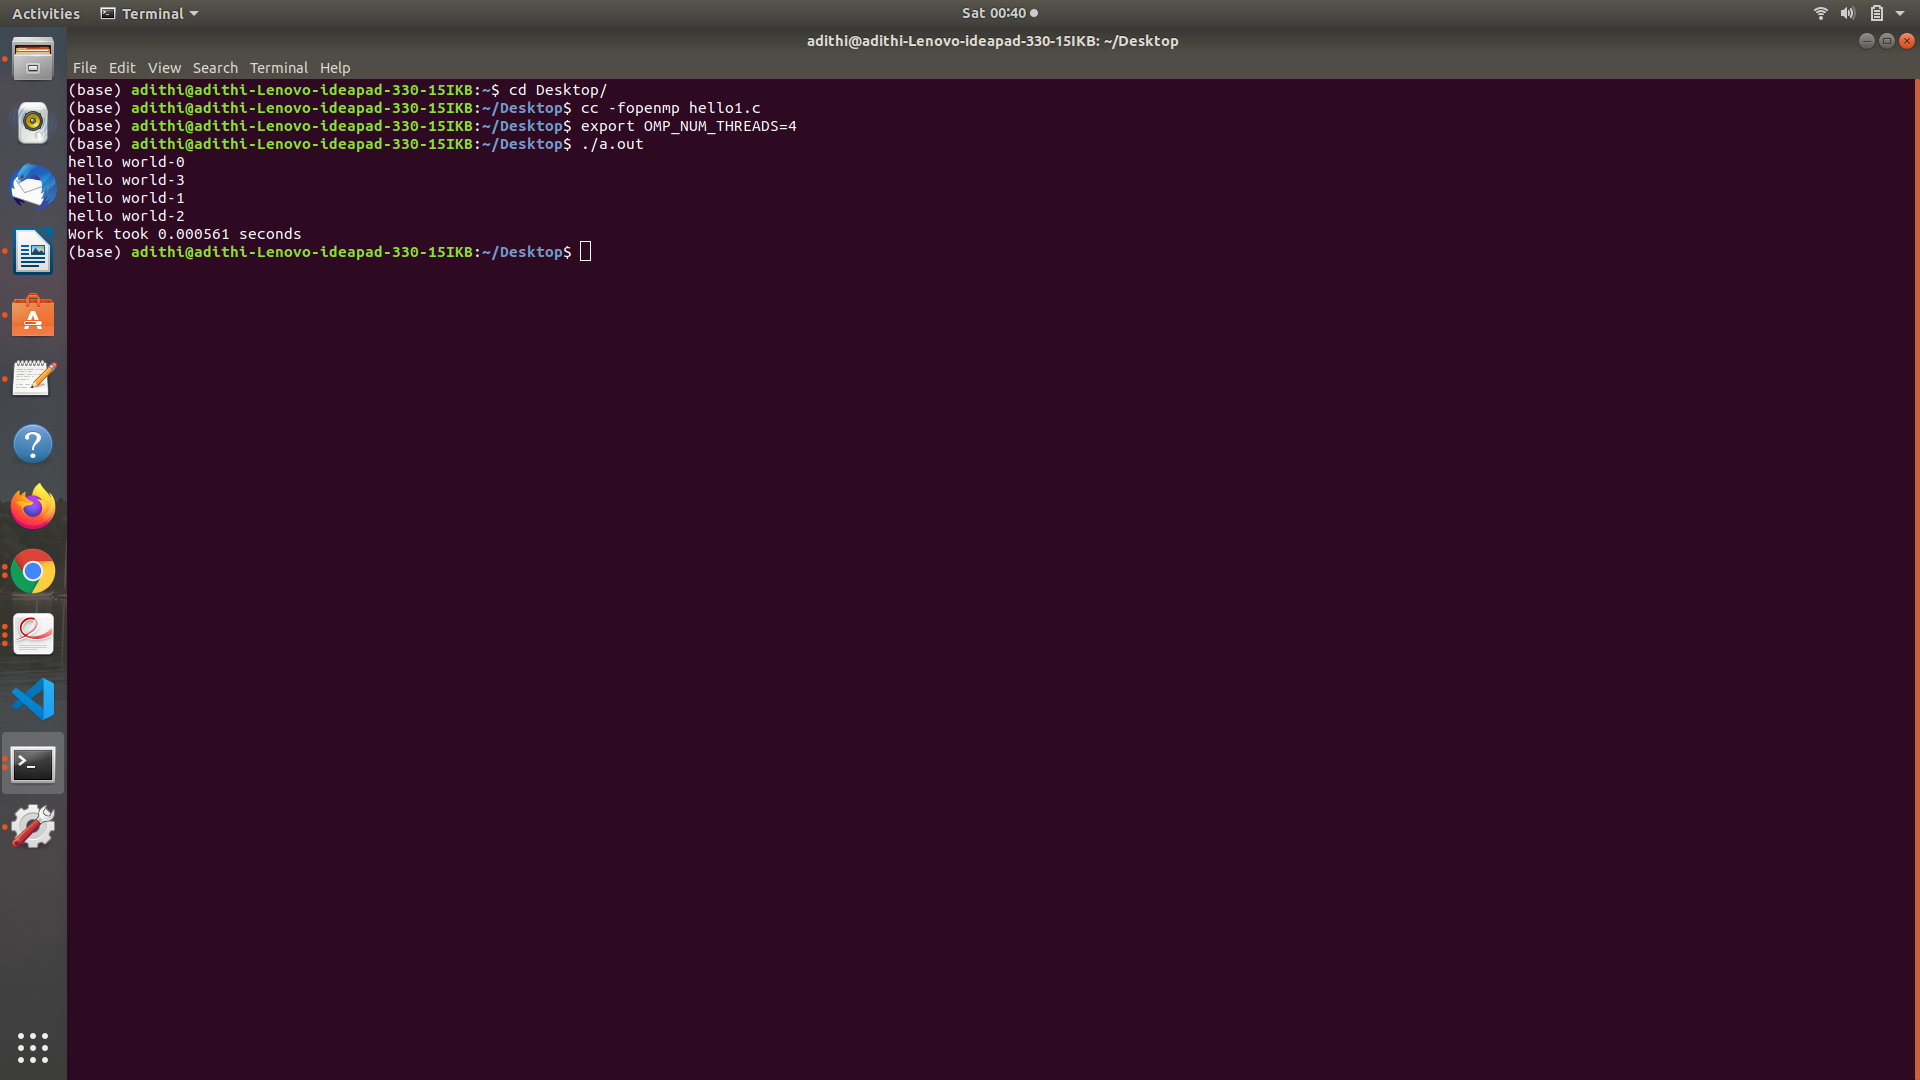 Activities Terminal Sat 00:40
adithi@adithi-Lenovo-ideapad-330-15IKB: ~/Desktop
File Edit View Search Terminal Help
(base) adithi@adithi-Lenovo-ideapad-330-15IKB:~$ cd Desktop/
(base) adithi@adithi-Lenovo-ideapad-330-15IKB:~/Desktop$ cc -fopenmp hello1.c
(base) adithi@adithi-Lenovo-ideapad-330-15IKB:~/Desktop$ export OMP_NUM_THREADS=4
(base) adithi@adithi-Lenovo-ideapad-330-15IKB:~/Desktop$ ./a.out
hello world-0
hello world-3
hello world-1
hello world-2
Work took 0.000561 seconds
(base) adithi@adithi-Lenovo-ideapad-330-15IKB:~/Desktop$